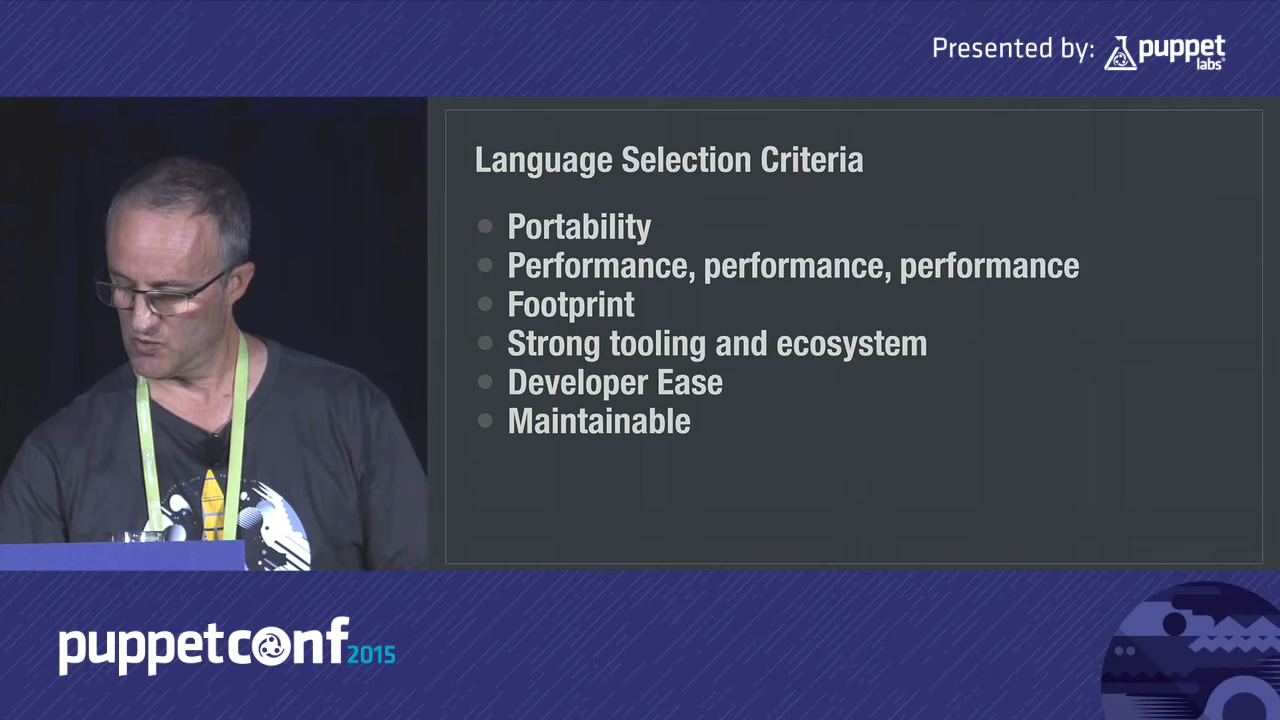 Presented by: puppet labs
Language Selection Criteria
Portability
Performance, performance, performance
Footprint
Strong tooling and ecosystem
Developer Ease
Maintainable
puppetconf 2015